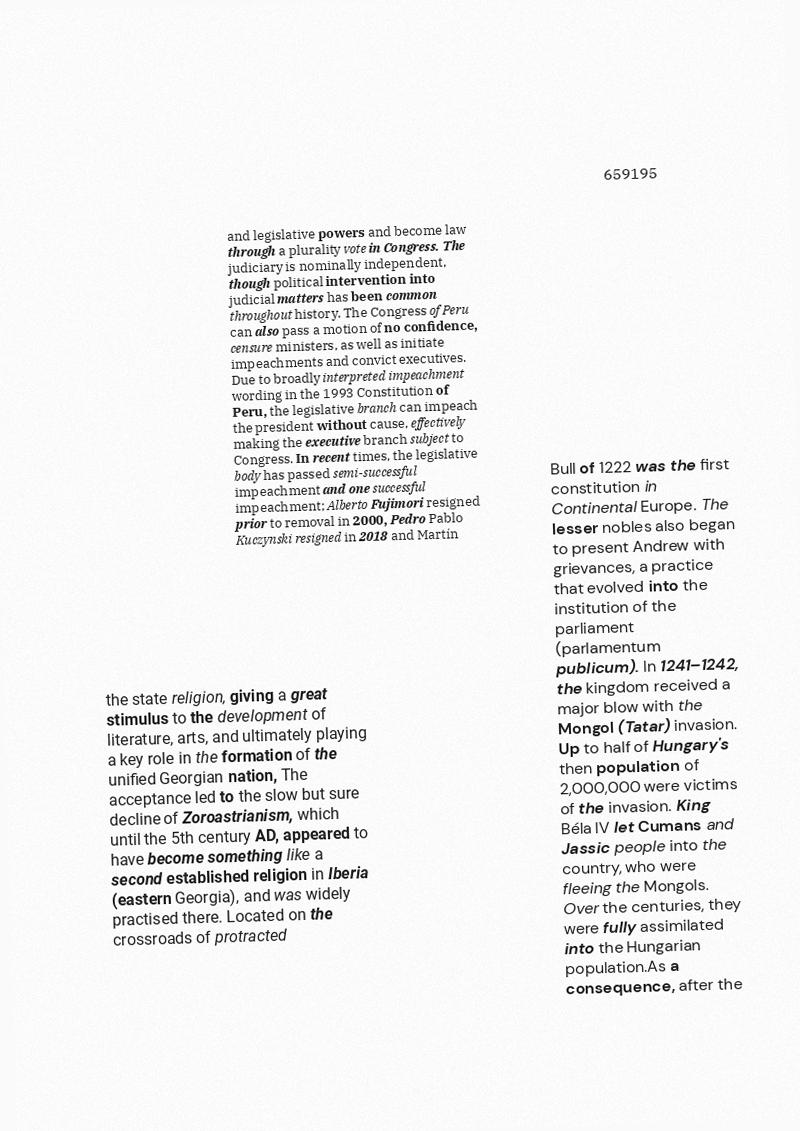 659195
and legislative powers and become law
through a plurality vote in Congress. The
judiciary is nominally independent,
though political intervention into
judicial matters has been common
throughout history. The Congress of Peru
can also pass a motion of no confidence,
censure ministers, as well as initiate
impeachments and convict executives.
Due to broadly interpreted impeachment
wording in the 1993 Constitution of
Peru, the legislative branch can impeach
the president without cause, effectively
making the executive branch subject to
Congress. In recent times, the legislative
body has passed semi-successful
impeachment and one successful
impeachment; Alberto Fujimori resigned
prior to removal in 2000, Pedro Pablo
Kuczynski resigned in 2018 and Martín
Bull of 1222 was the first
constitution in
Continental Europe. The
lesser nobles also began
to present Andrew with
grievances, a practice
that evolved into the
institution of the
parliament
(parlamentum
publicum). In 1241–1242,
the kingdom received a
major blow with the
Mongol (Tatar) invasion.
Up to half of Hungary's
then population of
2,000,000 were victims
of the invasion. King
Béla IV let Cumans and
Jassic people into the
country, who were
fleeing the Mongols.
Over the centuries, they
were fully assimilated
into the Hungarian
population.As a
consequence, after the
the state religion, giving a great
stimulus to the development of
literature, arts, and ultimately playing
a key role in the formation of the
unified Georgian nation, The
acceptance led to the slow but sure
decline of Zoroastrianism, which
until the 5th century AD, appeared to
have become something like a
second established religion in Iberia
(eastern Georgia), and was widely
practised there. Located on the
crossroads of protracted